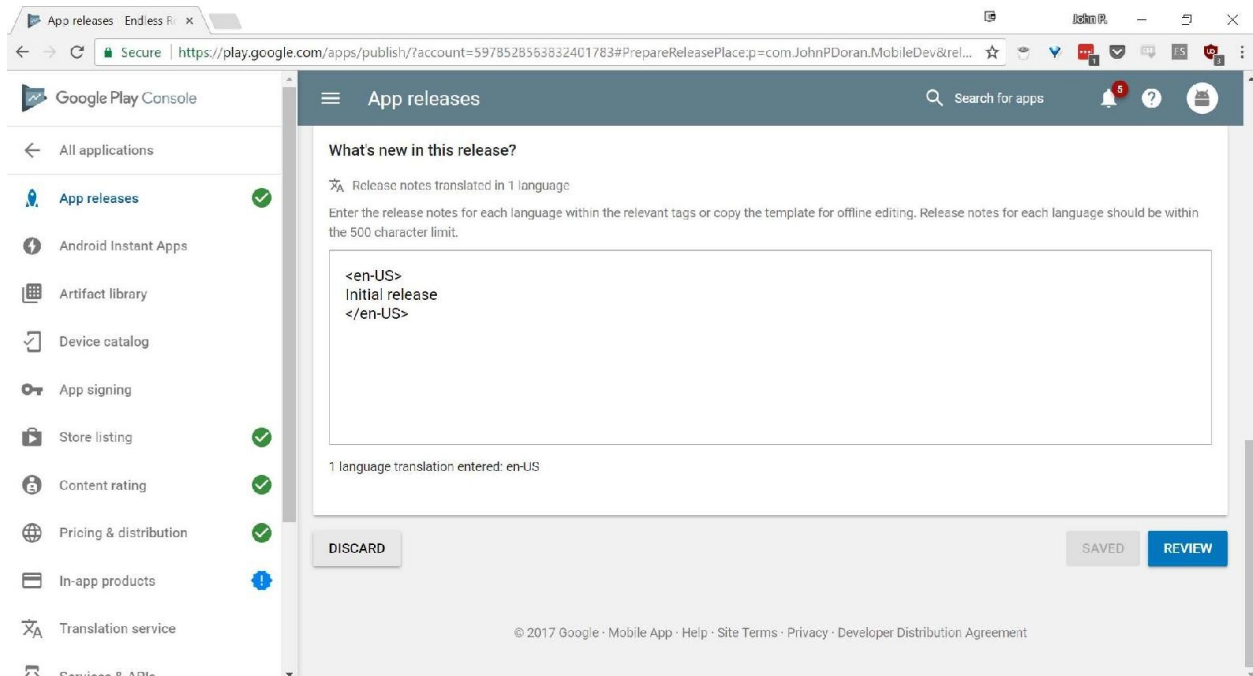 App releases - Endless R
John P.
Secure | https://play.google.com/apps/publish/?account=5978528563832401783#PrepareReleasePlace:p=com.JohnPDoran.MobileDev&rel...
Google Play Console
App releases
Search for apps
5
All applications
App releases
Android Instant Apps
Artifact library
Device catalog
App signing
Store listing
Content rating
Pricing & distribution
In-app products
Translation service
Services & APIs
What's new in this release?
Release notes translated in 1 language
Enter the release notes for each language within the relevant tags or copy the template for offline editing. Release notes for each language should be within
the 500 character limit.
<en-US>
Initial release
</en-US>
1 language translation entered: en-US
DISCARD
SAVED
REVIEW
© 2017 Google · Mobile App · Help · Site Terms · Privacy · Developer Distribution Agreement